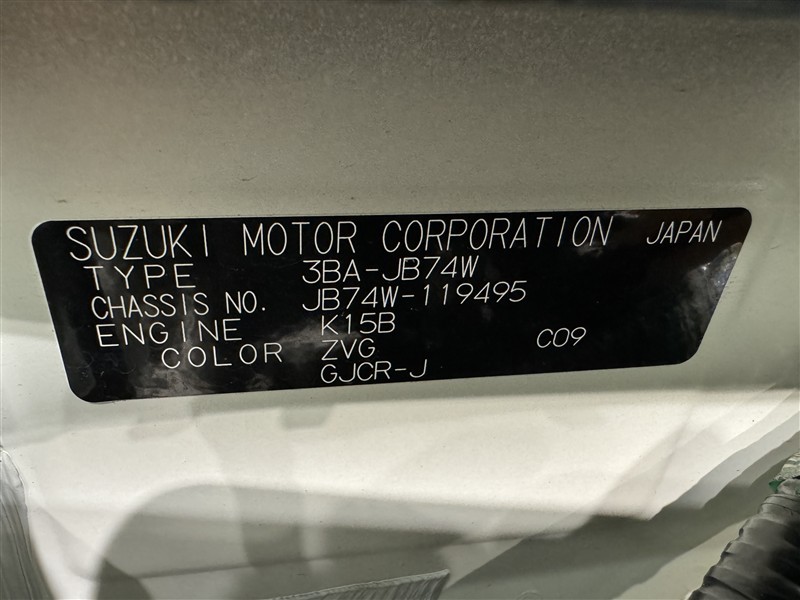 SUZUKI MOTOR CORPORATION JAPAN
TYPE 3BA-JB74W
CHASSIS NO. JB74W-119495
ENGINE K15B
COLOR ZVG C09
GJCR-J